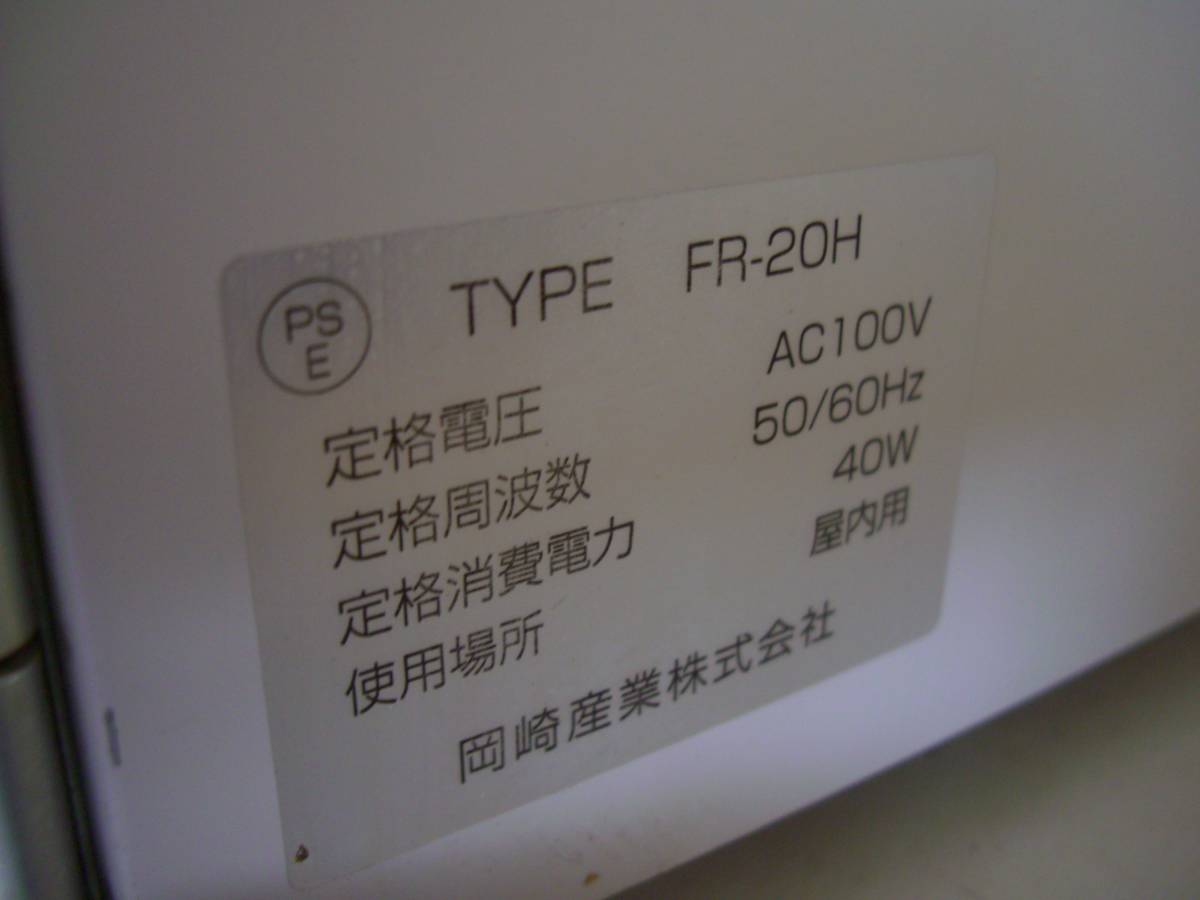 PS
E
TYPE FR-20H
定格電圧 AC100V
定格周波数 50/60Hz
定格消費電力 40W
使用場所 屋内用
岡崎産業株式会社